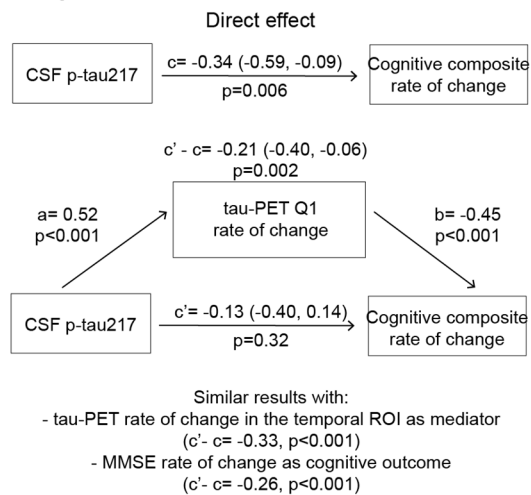 Direct effect
CSF p-tau217
c= -0.34 (-0.59, -0.09)
p=0.006
Cognitive composite
rate of change
c' - c= -0.21 (-0.40, -0.06)
p=0.002
a= 0.52
p<0.001
tau-PET Q1
rate of change
b= -0.45
p<0.001
CSF p-tau217
c'= -0.13 (-0.40, 0.14)
p=0.32
Cognitive composite
rate of change
Similar results with:
- tau-PET rate of change in the temporal ROI as mediator
(c'- c= -0.33, p<0.001)
- MMSE rate of change as cognitive outcome
(c'- c= -0.26, p<0.001)